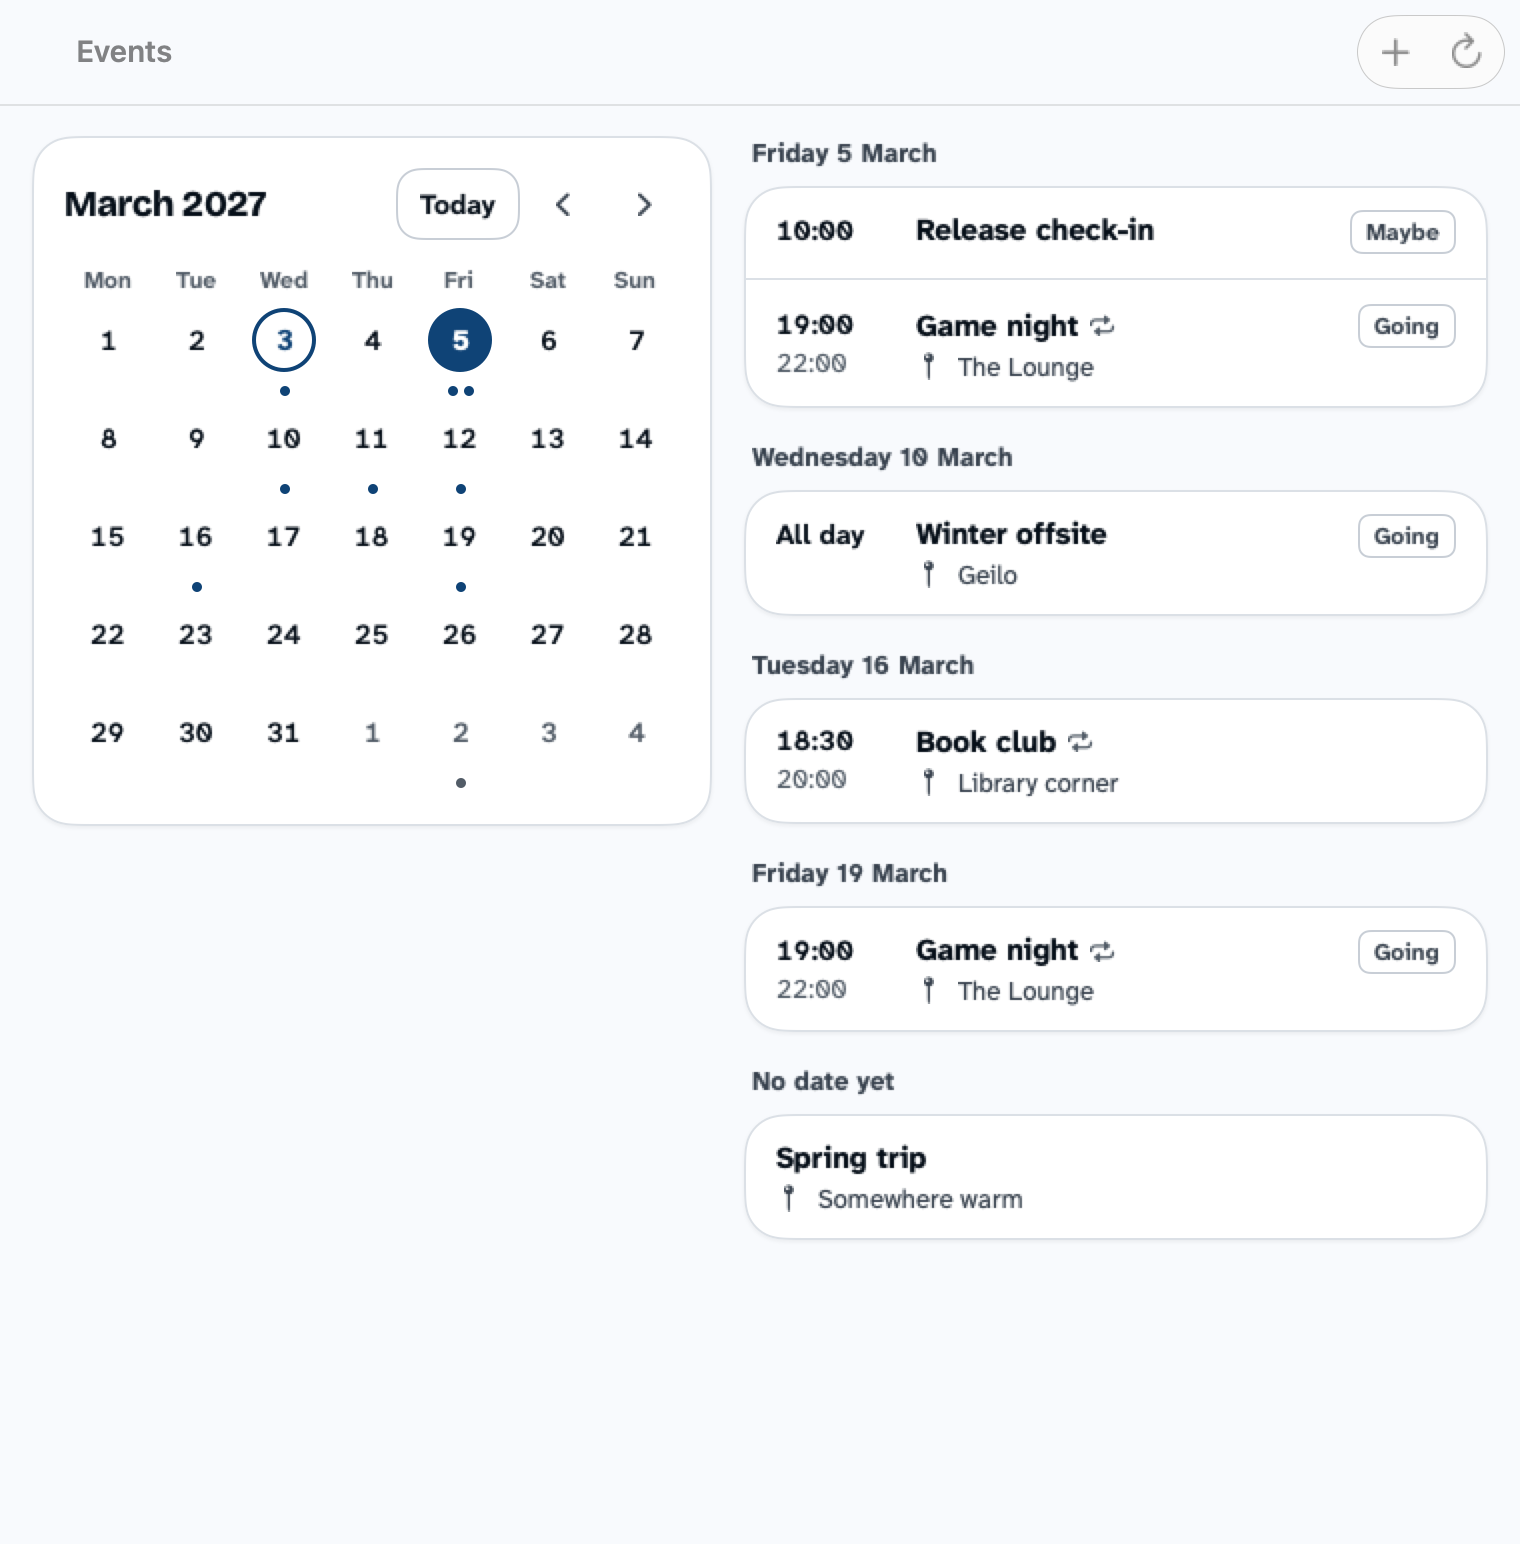 Events
March 2027
Today
Mon Tue Wed Thu Fri Sat Sun
1 2 3 4 5 6 7
8 9 10 11 12 13 14
15 16 17 18 19 20 21
22 23 24 25 26 27 28
29 30 31 1 2 3 4
Friday 5 March
10:00 Release check-in Maybe
19:00 Game night Going
22:00 The Lounge
Wednesday 10 March
All day Winter offsite Going
Geilo
Tuesday 16 March
18:30 Book club
20:00 Library corner
Friday 19 March
19:00 Game night Going
22:00 The Lounge
No date yet
Spring trip
Somewhere warm